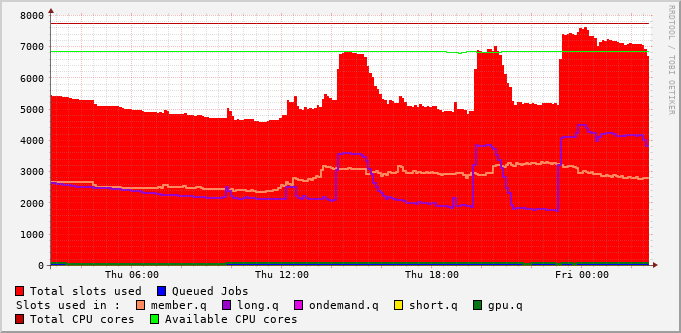 8000
7000
6000
5000
4000
3000
2000
1000
0
Thu 06:00 Thu 12:00 Thu 18:00 Fri 00:00
Total slots used Queued Jobs
Slots used in : member.q long.q ondemand.q short.q gpu.q
Total CPU cores Available CPU cores
RRDTOOL / TOBI OETIKER